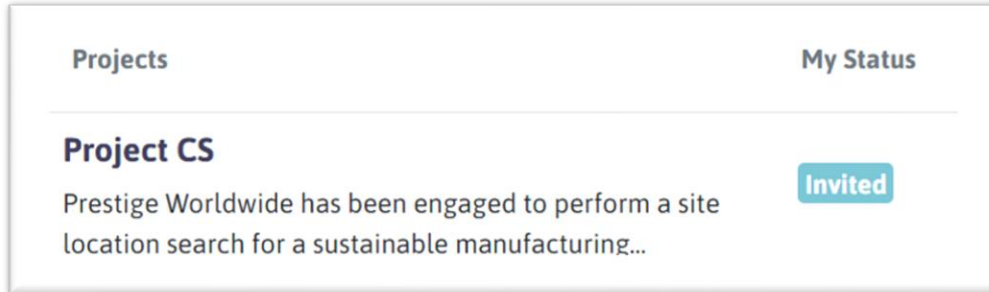 Projects My Status
Project CS
Invited
Prestige Worldwide has been engaged to perform a site
location search for a sustainable manufacturing...